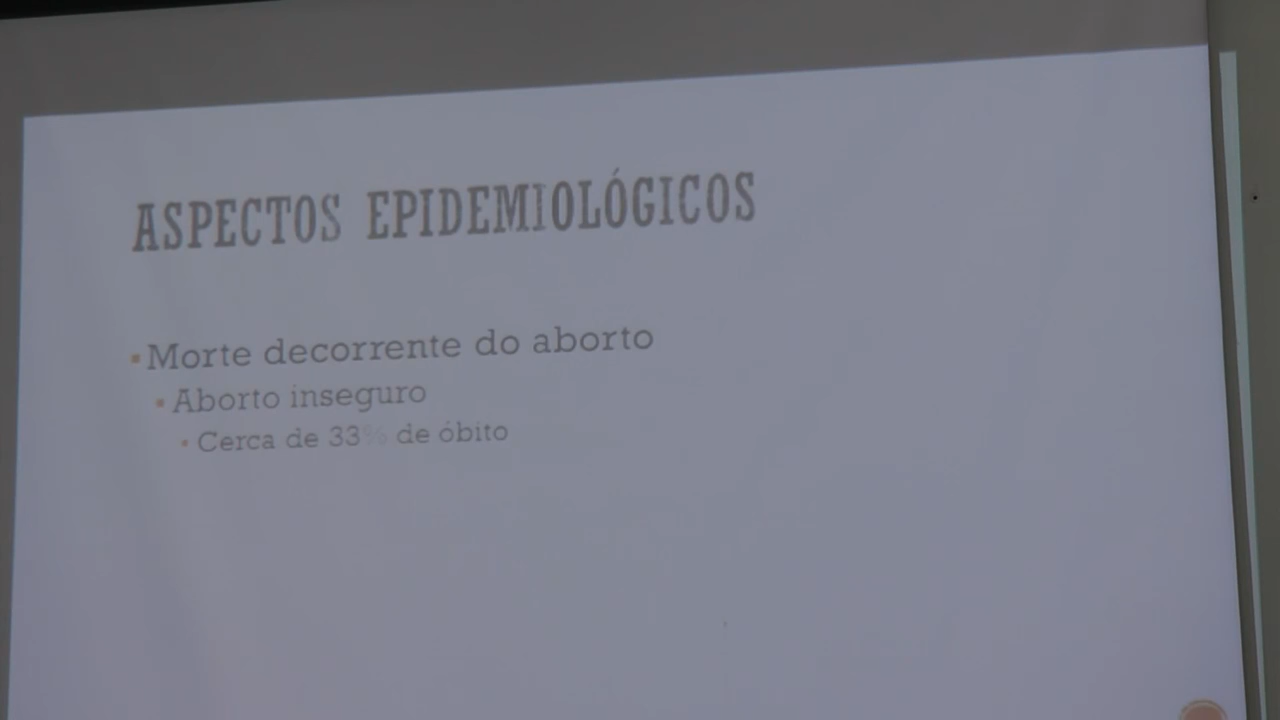 ASPECTOS EPIDEMIOLÓGICOS
Morte decorrente do aborto
Aborto inseguro
Cerca de 33% de óbito